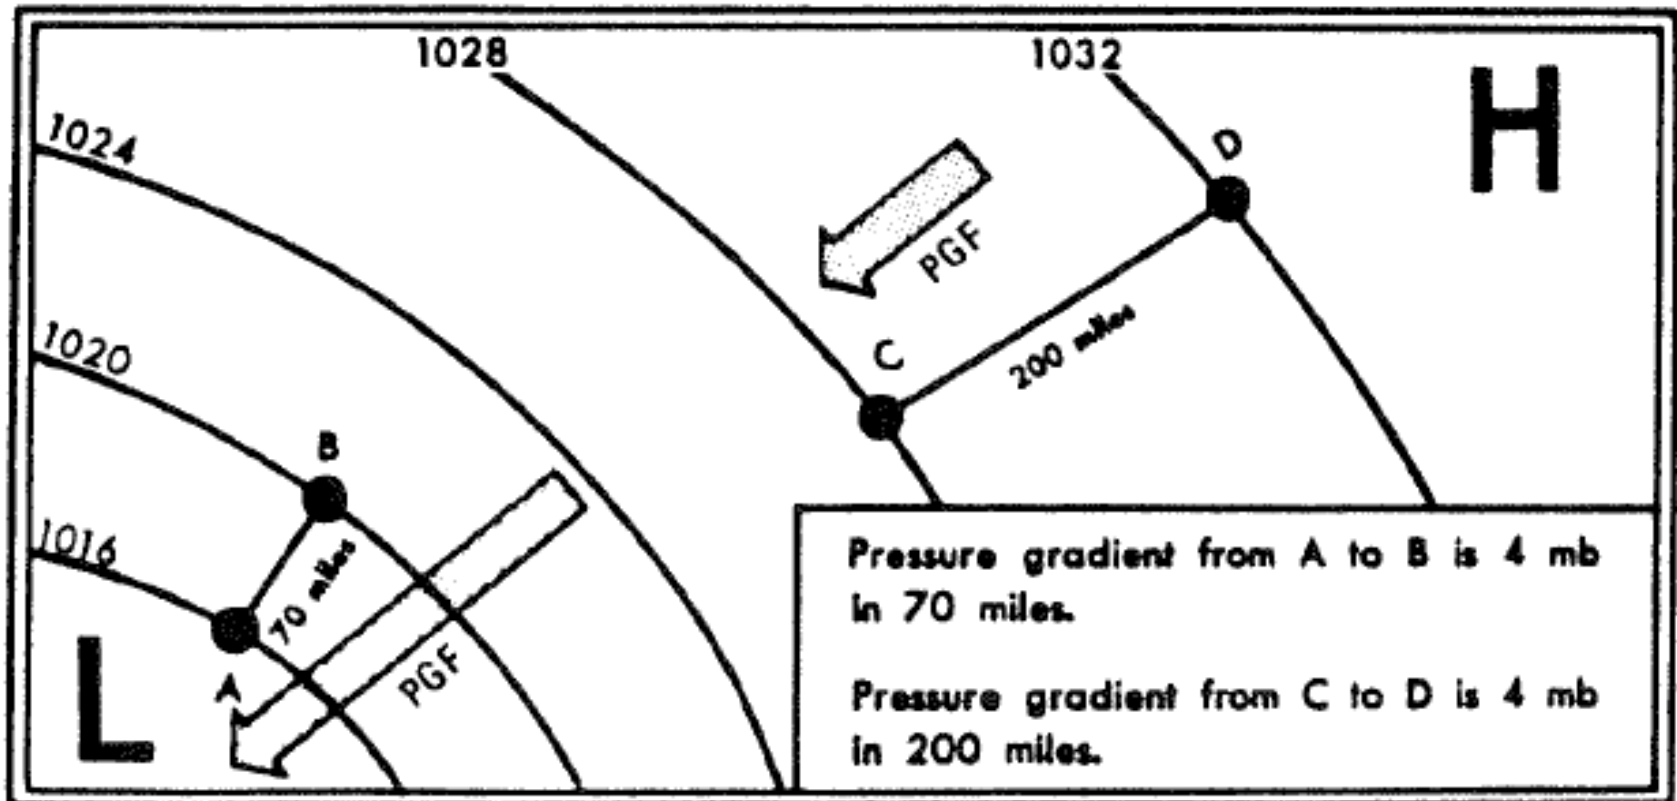 1028
1032
H
1024
D
PGF
1020
C
200 miles
B
1016
70 miles
A
PGF
L
Pressure gradient from A to B is 4 mb
in 70 miles.
Pressure gradient from C to D is 4 mb
in 200 miles.